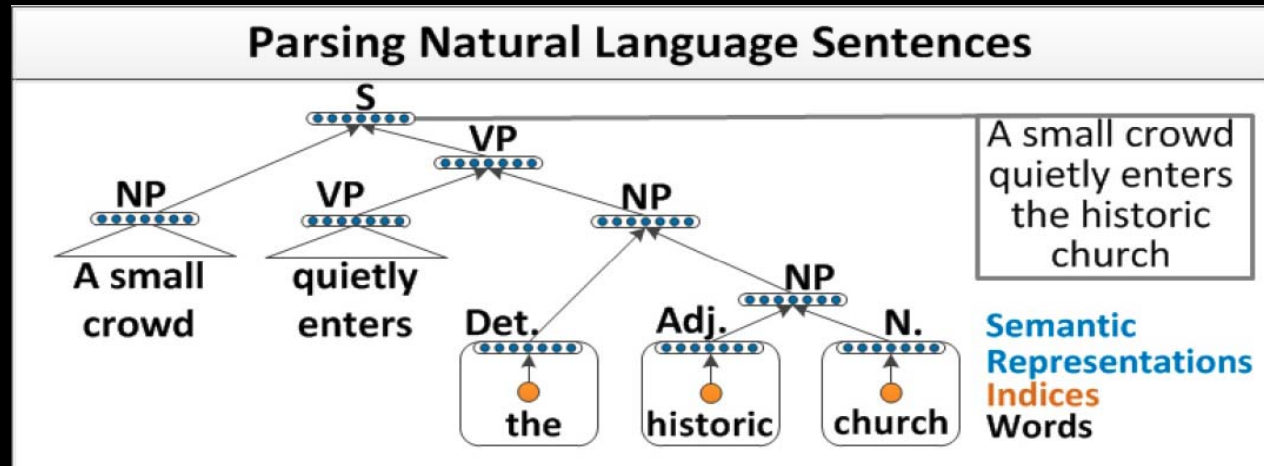 Parsing Natural Language Sentences
S
VP
NP
VP
NP
A small
crowd
quietly
enters
NP
Det.
Adj.
N.
the
historic
church
A small crowd
quietly enters
the historic
church
Semantic
Representations
Indices
Words